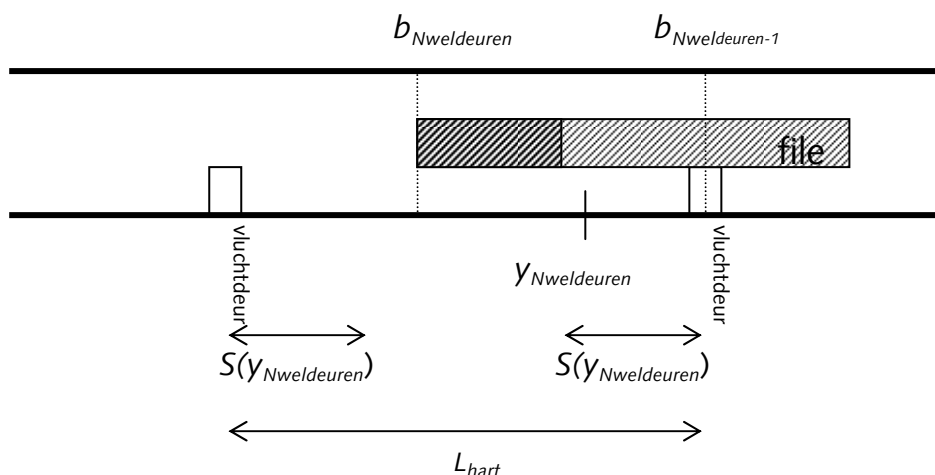 b_Nweldeuren b_Nweldeuren-1
file
y_Nweldeuren
vluchtdeur vluchtdeur
S(y_Nweldeuren) S(y_Nweldeuren)
L_hart